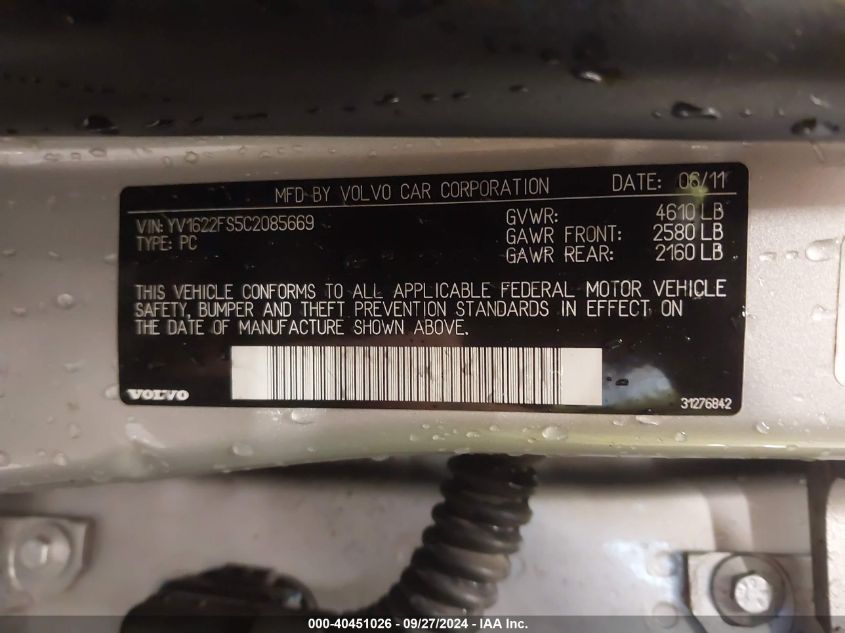 MFD BY VOLVO CAR CORPORATION DATE: 06/11
VIN: YV1622FS5C2085669
TYPE: PC
GVWR: 4610 LB
GAWR FRONT: 2580 LB
GAWR REAR: 2160 LB
THIS VEHICLE CONFORMS TO ALL APPLICABLE FEDERAL MOTOR VEHICLE
SAFETY, BUMPER AND THEFT PREVENTION STANDARDS IN EFFECT ON
THE DATE OF MANUFACTURE SHOWN ABOVE.
VOLVO 31276842
000-40451026 - 09/27/2024 - IAA Inc.